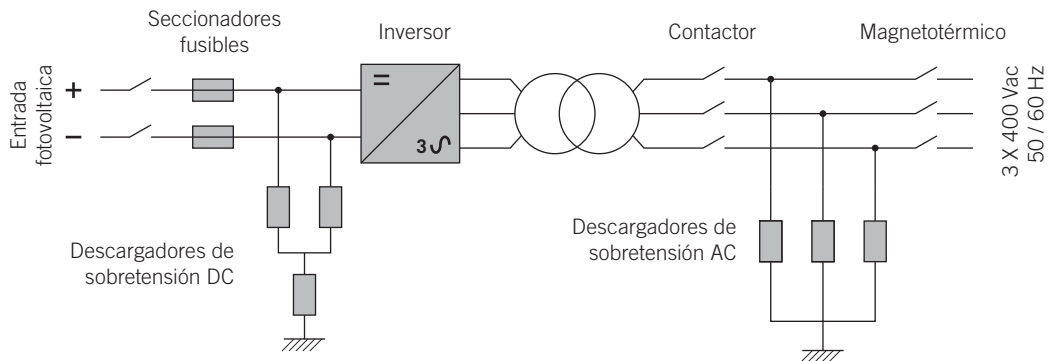 Seccionadores
fusibles
Inversor
Contactor
Magnetotérmico
Entrada
fotovoltaica
+
−
=
3
3 X 400 Vac
50 / 60 Hz
Descargadores de
sobretensión DC
Descargadores de
sobretensión AC